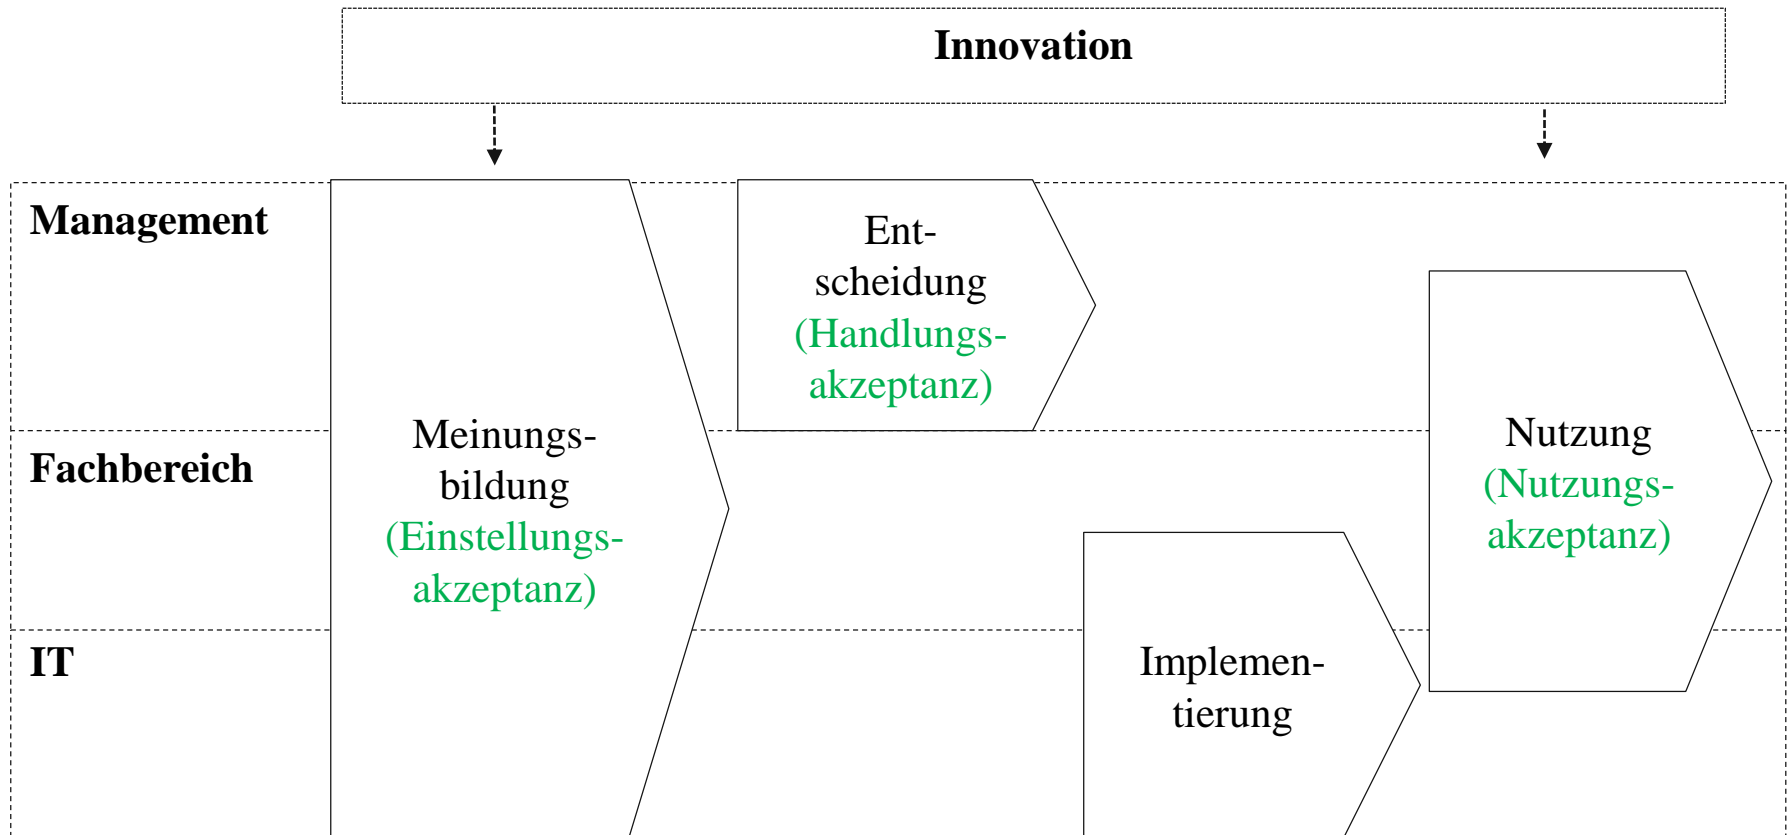 Innovation
Management
Ent-
scheidung
(Handlungs-
akzeptanz)
Fachbereich
Meinungs-
bildung
(Einstellungs-
akzeptanz)
Nutzung
(Nutzungs-
akzeptanz)
IT
Implemen-
tierung